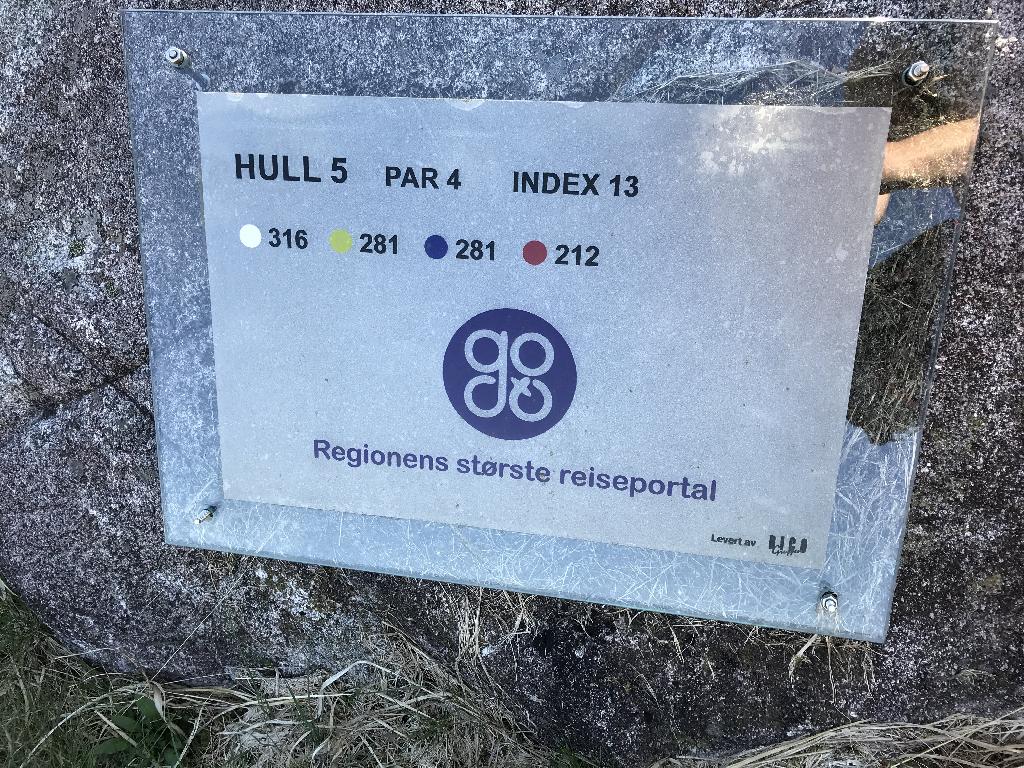 HULL 5 PAR 4 INDEX 13
316 281 281 212
go
Regionens største reiseportal
Levert av